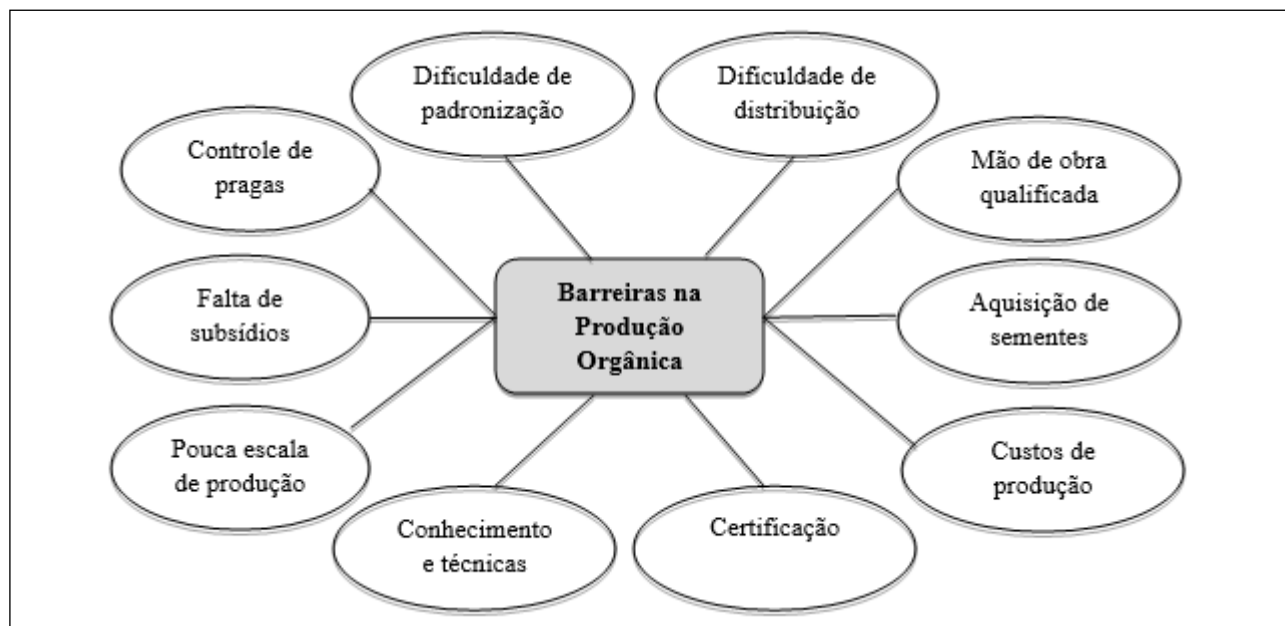 Dificuldade de
padronização
Dificuldade de
distribuição
Controle de
pragas
Mão de obra
qualificada
Barreiras na
Produção
Orgânica
Falta de
subsídios
Aquisição de
sementes
Pouca escala
de produção
Custos de
produção
Conhecimento
e técnicas
Certificação